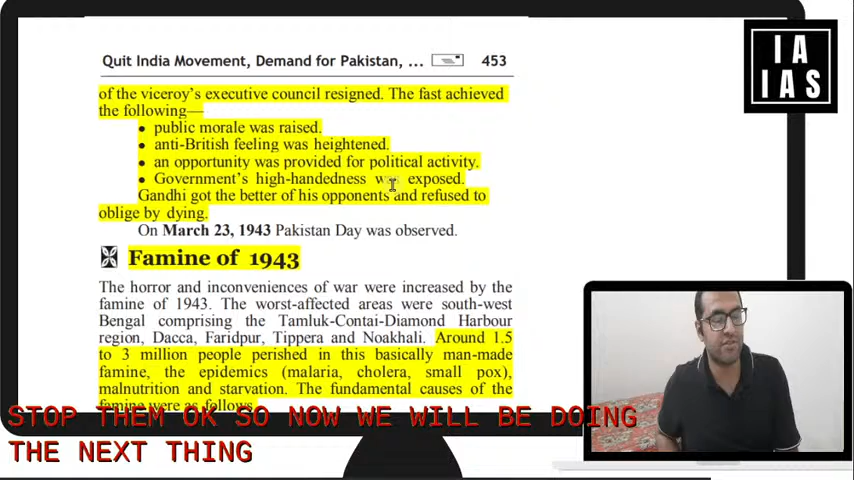 Quit India Movement, Demand for Pakistan, ... 453
IA
IAS
of the viceroy's executive council resigned. The fast achieved
the following—
• public morale was raised.
• anti-British feeling was heightened.
• an opportunity was provided for political activity.
• Government's high-handedness was exposed.
Gandhi got the better of his opponents and refused to
oblige by dying.
On March 23, 1943 Pakistan Day was observed.
Famine of 1943
The horror and inconveniences of war were increased by the
famine of 1943. The worst-affected areas were south-west
Bengal comprising the Tamluk-Contai-Diamond Harbour
region, Dacca, Faridpur, Tippera and Noakhali. Around 1.5
to 3 million people perished in this basically man-made
famine, the epidemics (malaria, cholera, small pox),
malnutrition and starvation. The fundamental causes of the
famine were as follows.
STOP THEM OK SO NOW WE WILL BE DOING
THE NEXT THING